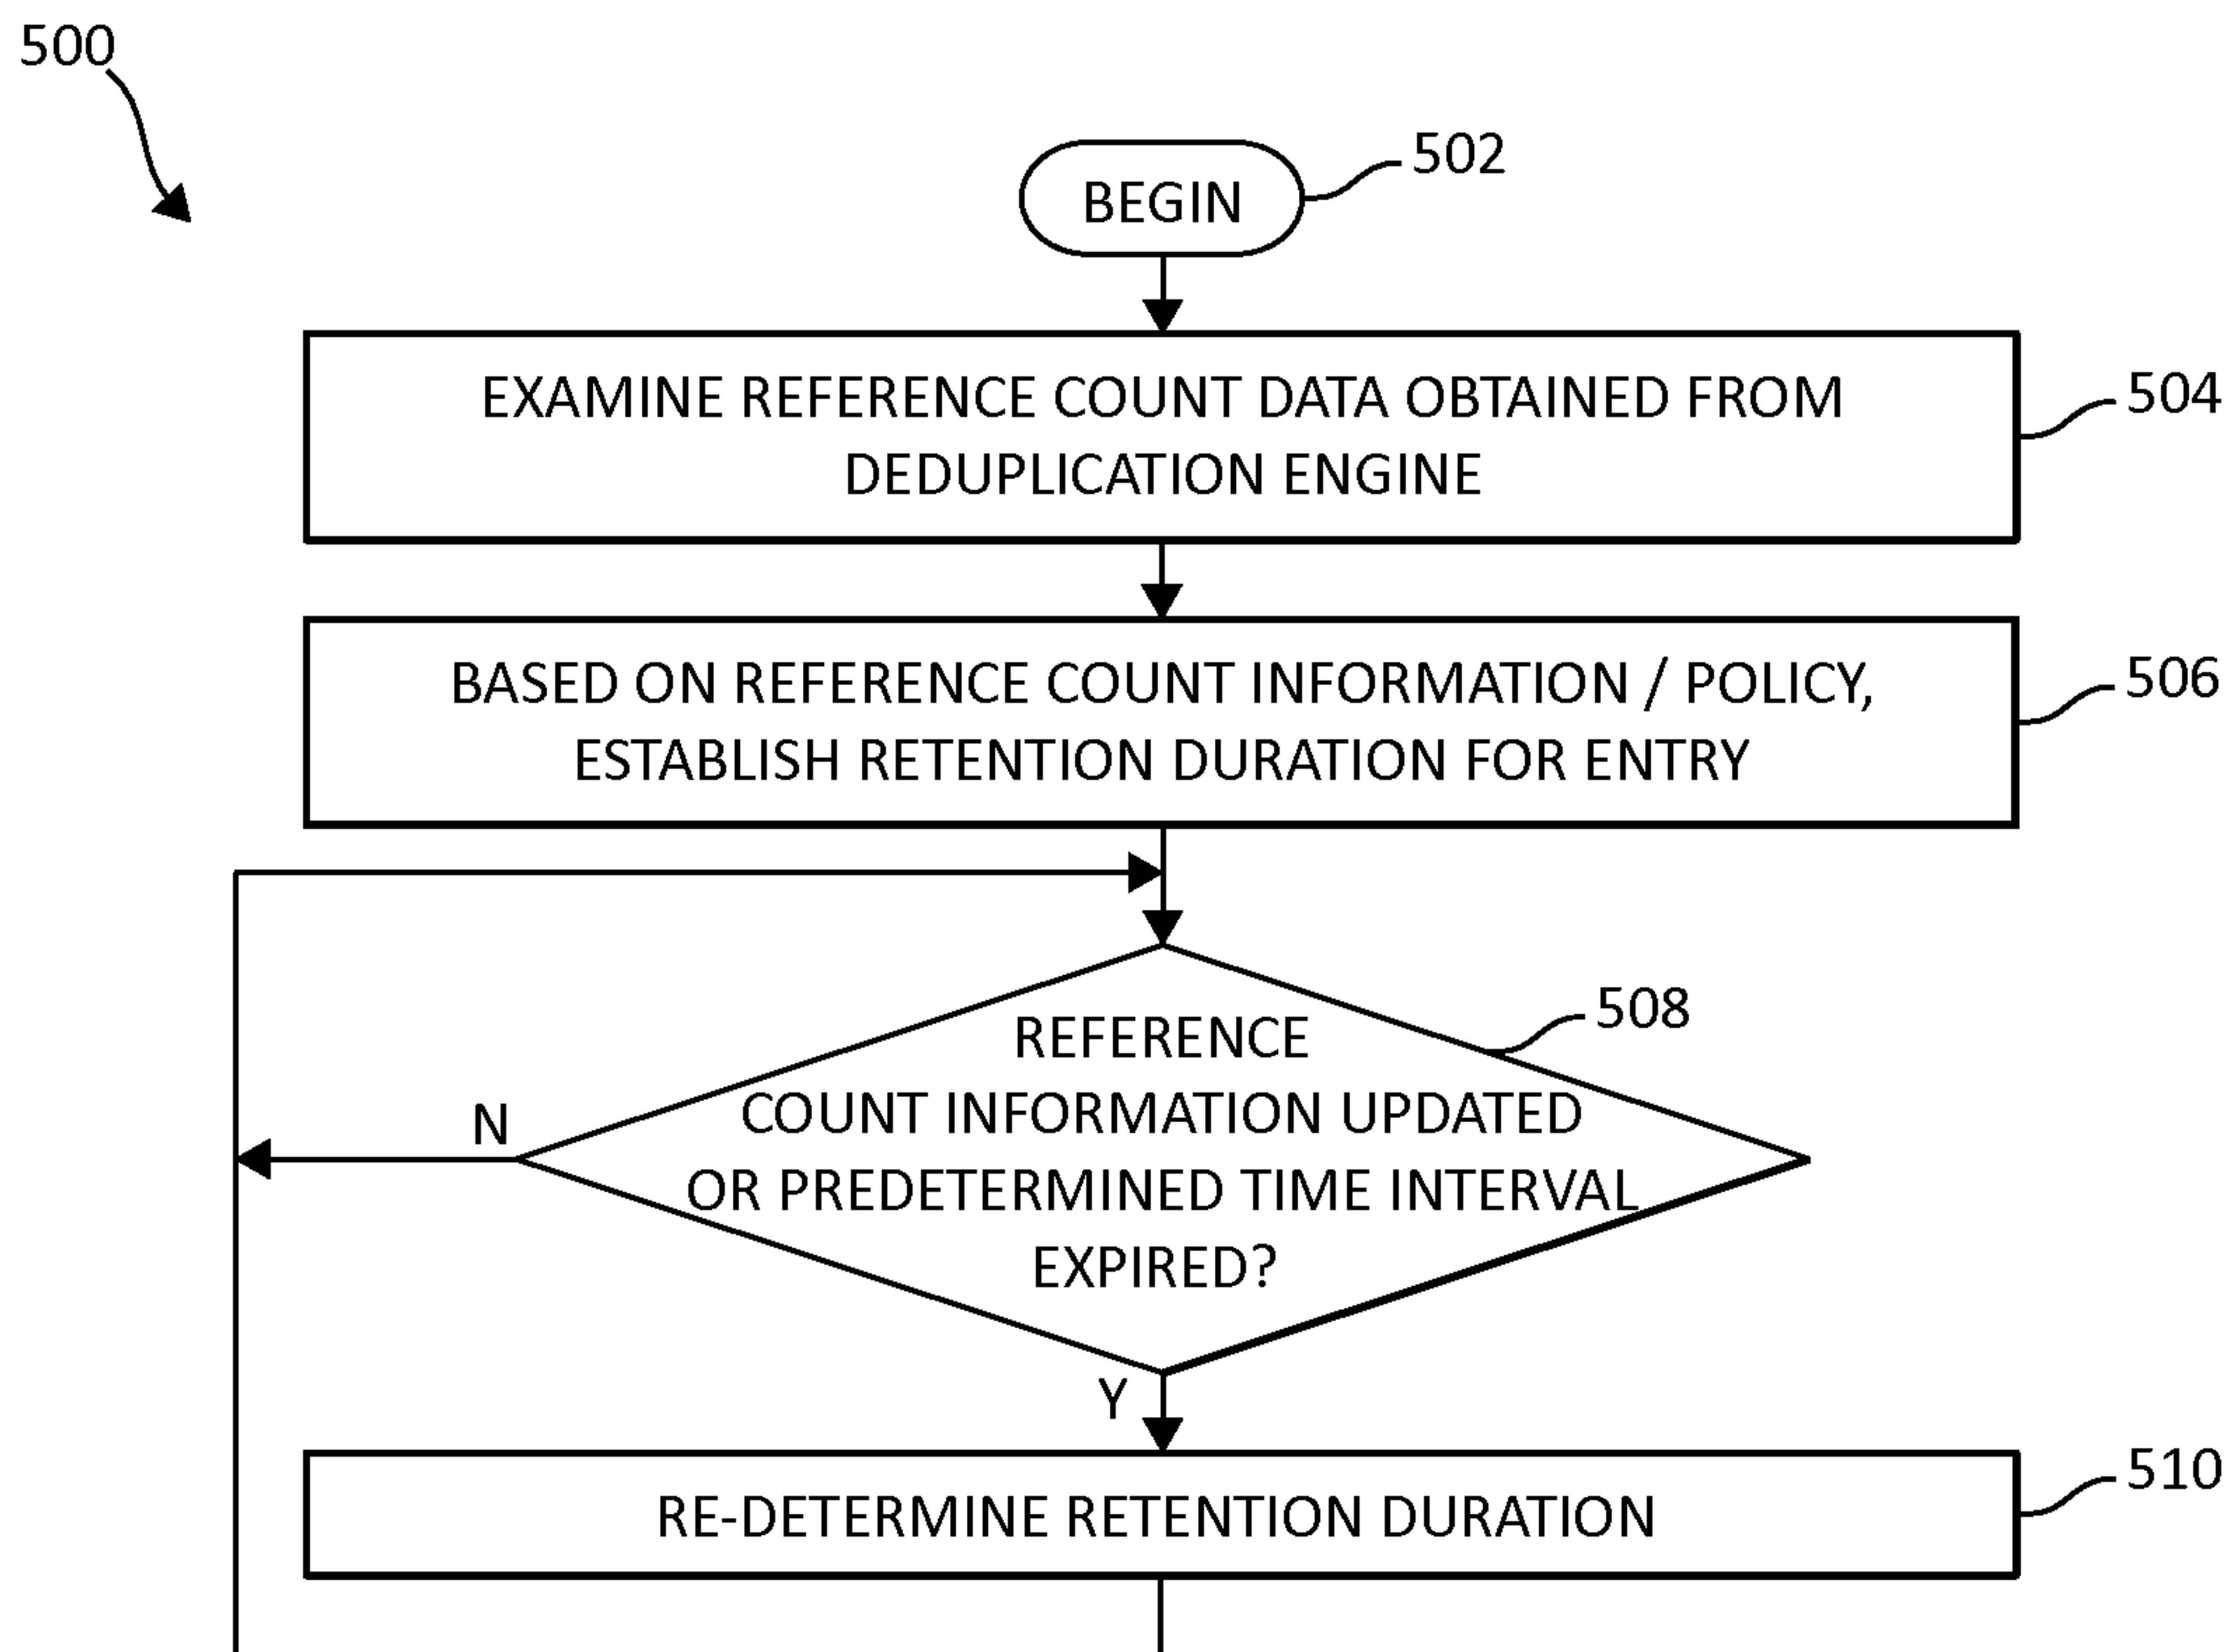 500
BEGIN
502
EXAMINE REFERENCE COUNT DATA OBTAINED FROM
DEDUPLICATION ENGINE
504
BASED ON REFERENCE COUNT INFORMATION / POLICY,
ESTABLISH RETENTION DURATION FOR ENTRY
506
508
REFERENCE
COUNT INFORMATION UPDATED
OR PREDETERMINED TIME INTERVAL
EXPIRED?
N
Y
RE-DETERMINE RETENTION DURATION
510